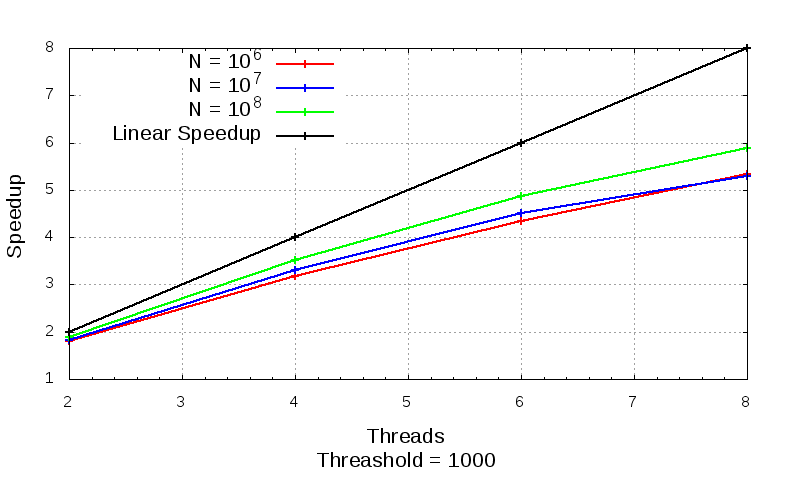 8
7
6
5
4
3
2
1
Speedup
N = 10^6
N = 10^7
N = 10^8
Linear Speedup
2 3 4 5 6 7 8
Threads
Threashold = 1000